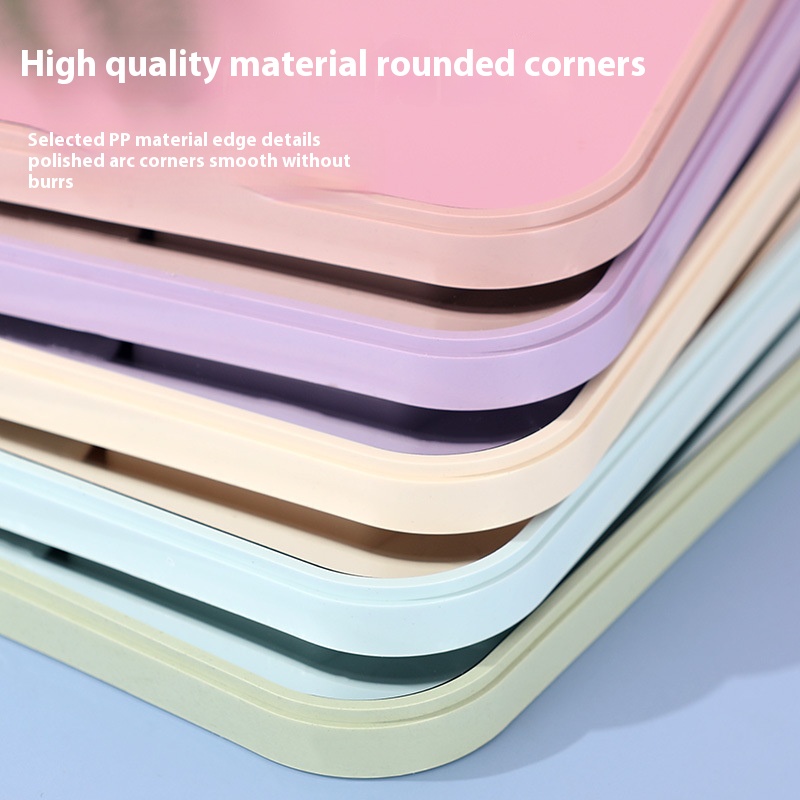 High quality material rounded corners
Selected PP material edge details
polished arc corners smooth without
burrs